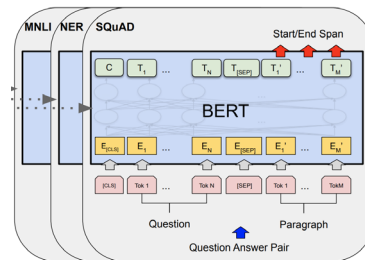 MNLI NER SQuAD
Start/End Span
C T1 ... TN T[SEP] T1' ... TM'
BERT
E[CLS] E1 ... EN E[SEP] E1' ... EM'
[CLS] Tok 1 ... Tok N [SEP] Tok 1 ... TokM
Question Paragraph
Question Answer Pair